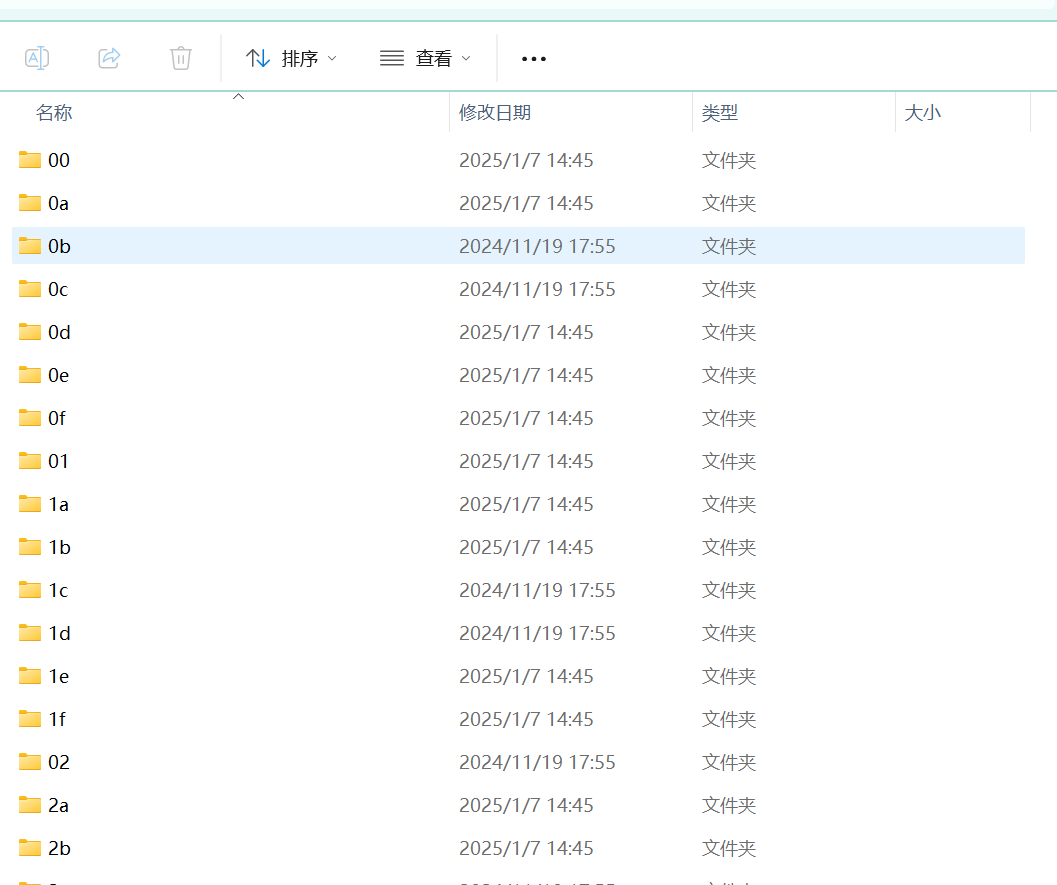 排序 查看
名称 修改日期 类型 大小
00 2025/1/7 14:45 文件夹
0a 2025/1/7 14:45 文件夹
0b 2024/11/19 17:55 文件夹
0c 2024/11/19 17:55 文件夹
0d 2025/1/7 14:45 文件夹
0e 2025/1/7 14:45 文件夹
0f 2025/1/7 14:45 文件夹
01 2025/1/7 14:45 文件夹
1a 2025/1/7 14:45 文件夹
1b 2025/1/7 14:45 文件夹
1c 2024/11/19 17:55 文件夹
1d 2024/11/19 17:55 文件夹
1e 2025/1/7 14:45 文件夹
1f 2025/1/7 14:45 文件夹
02 2024/11/19 17:55 文件夹
2a 2025/1/7 14:45 文件夹
2b 2025/1/7 14:45 文件夹